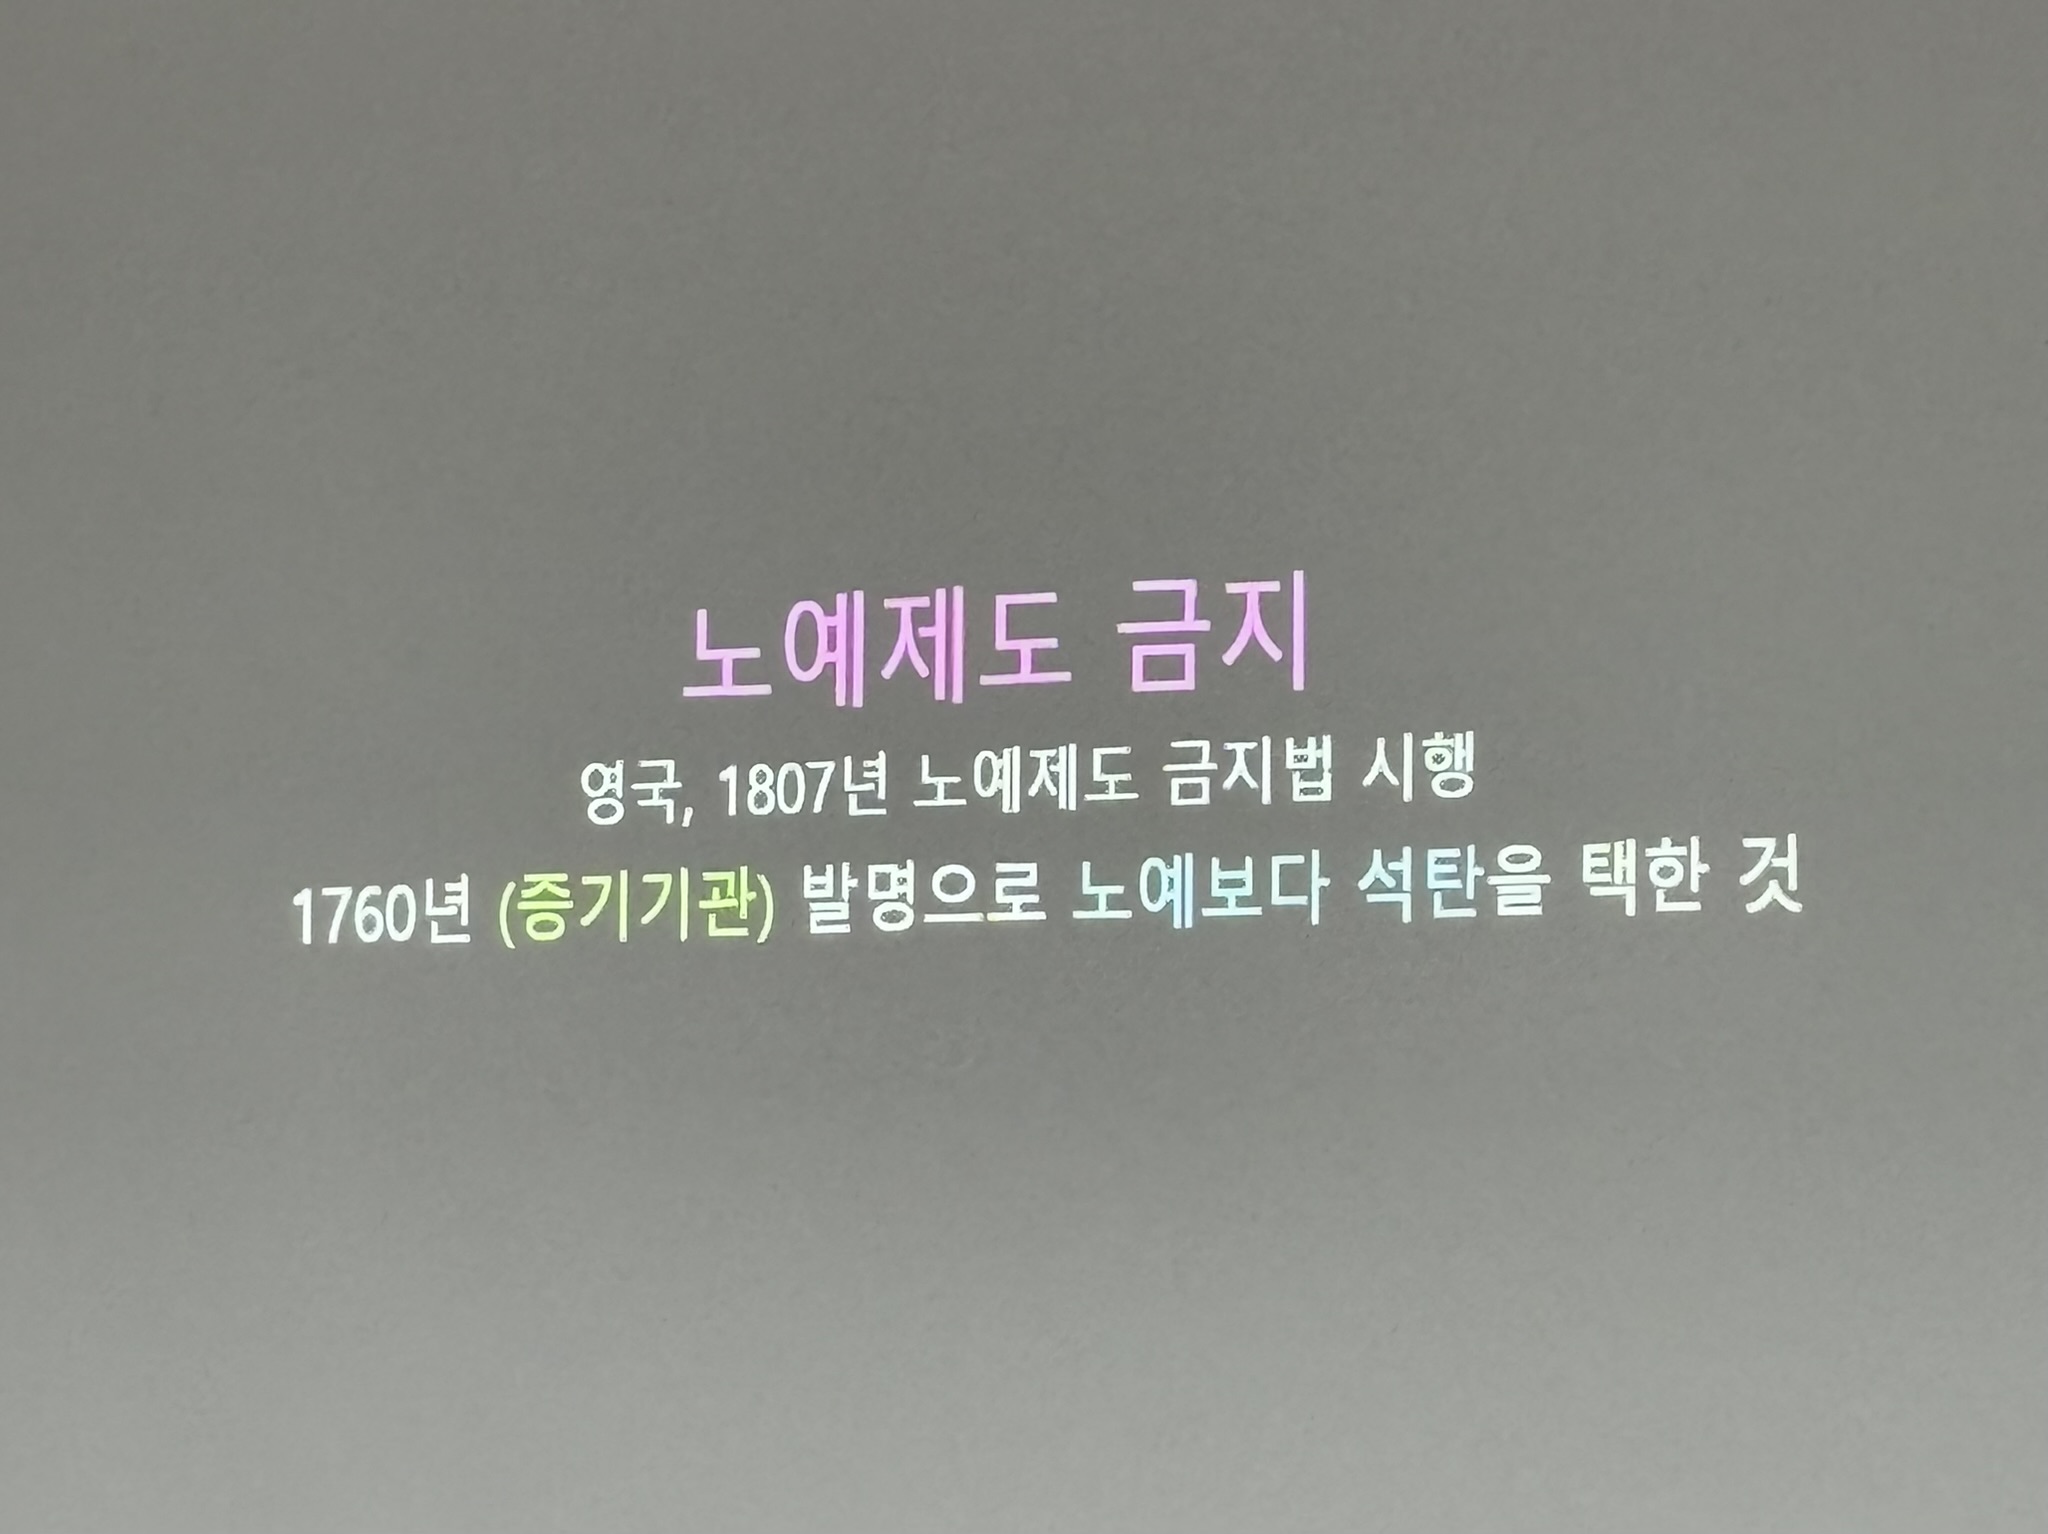 노예제도 금지
영국, 1807년 노예제도 금지법 시행
1760년 (증기기관) 발명으로 노예보다 석탄을 택한 것